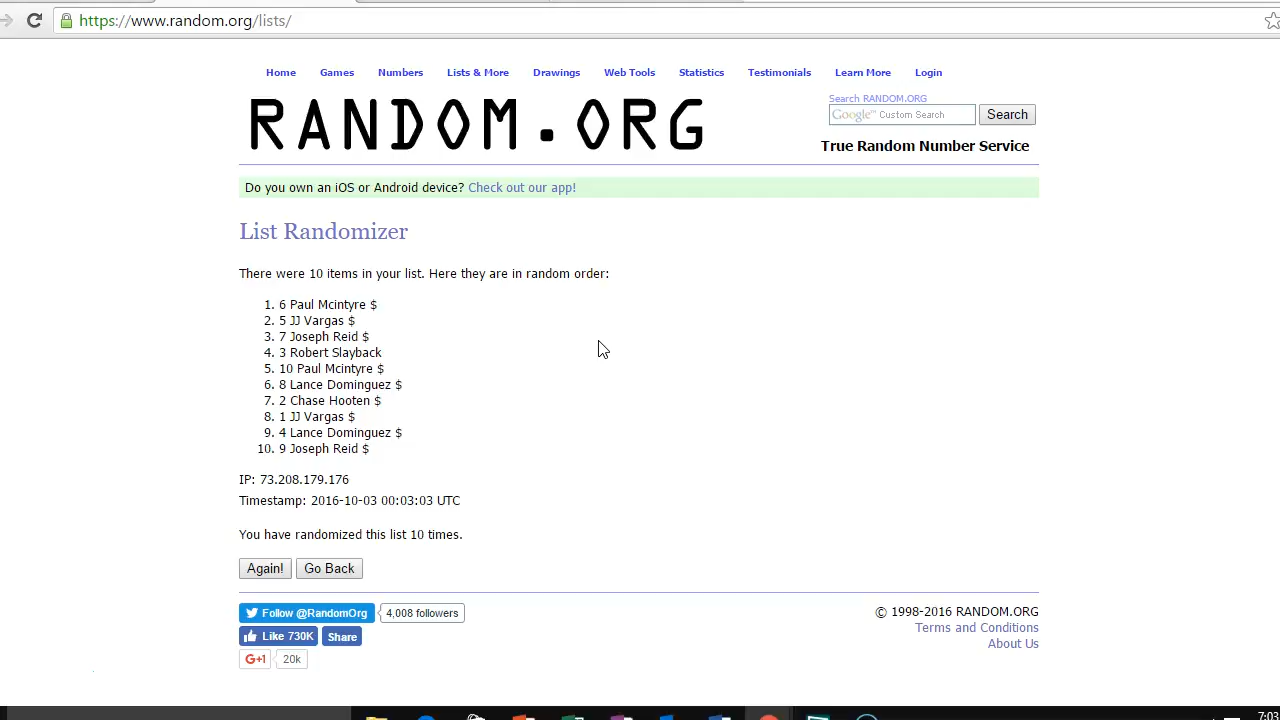 https://www.random.org/lists/
Home Games Numbers Lists & More Drawings Web Tools Statistics Testimonials Learn More Login
RANDOM.ORG
Search RANDOM.ORG
Google™ Custom Search Search
True Random Number Service
Do you own an iOS or Android device? Check out our app!
List Randomizer
There were 10 items in your list. Here they are in random order:
1. 6 Paul Mcintyre $
2. 5 JJ Vargas $
3. 7 Joseph Reid $
4. 3 Robert Slayback
5. 10 Paul Mcintyre $
6. 8 Lance Dominguez $
7. 2 Chase Hooten $
8. 1 JJ Vargas $
9. 4 Lance Dominguez $
10. 9 Joseph Reid $
IP: 73.208.179.176
Timestamp: 2016-10-03 00:03:03 UTC
You have randomized this list 10 times.
Again! Go Back
Follow @RandomOrg 4,008 followers
Like 730K Share
G+1 20k
© 1998-2016 RANDOM.ORG
Terms and Conditions
About Us
7:03